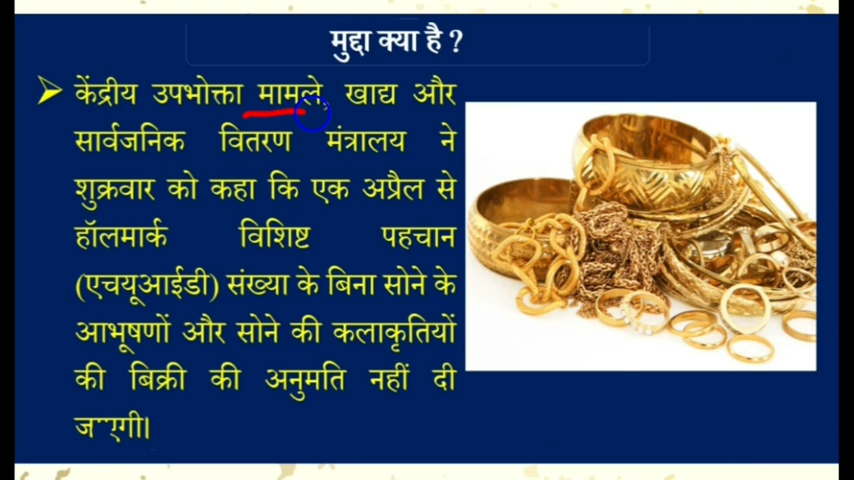 मुद्दा क्या है ?
केंद्रीय उपभोक्ता मामले, खाद्य और
सार्वजनिक वितरण मंत्रालय ने
शुक्रवार को कहा कि एक अप्रैल से
हॉलमार्क विशिष्ट पहचान
(एचयूआईडी) संख्या के बिना सोने के
आभूषणों और सोने की कलाकृतियों
की बिक्री की अनुमति नहीं दी
जाएगी।